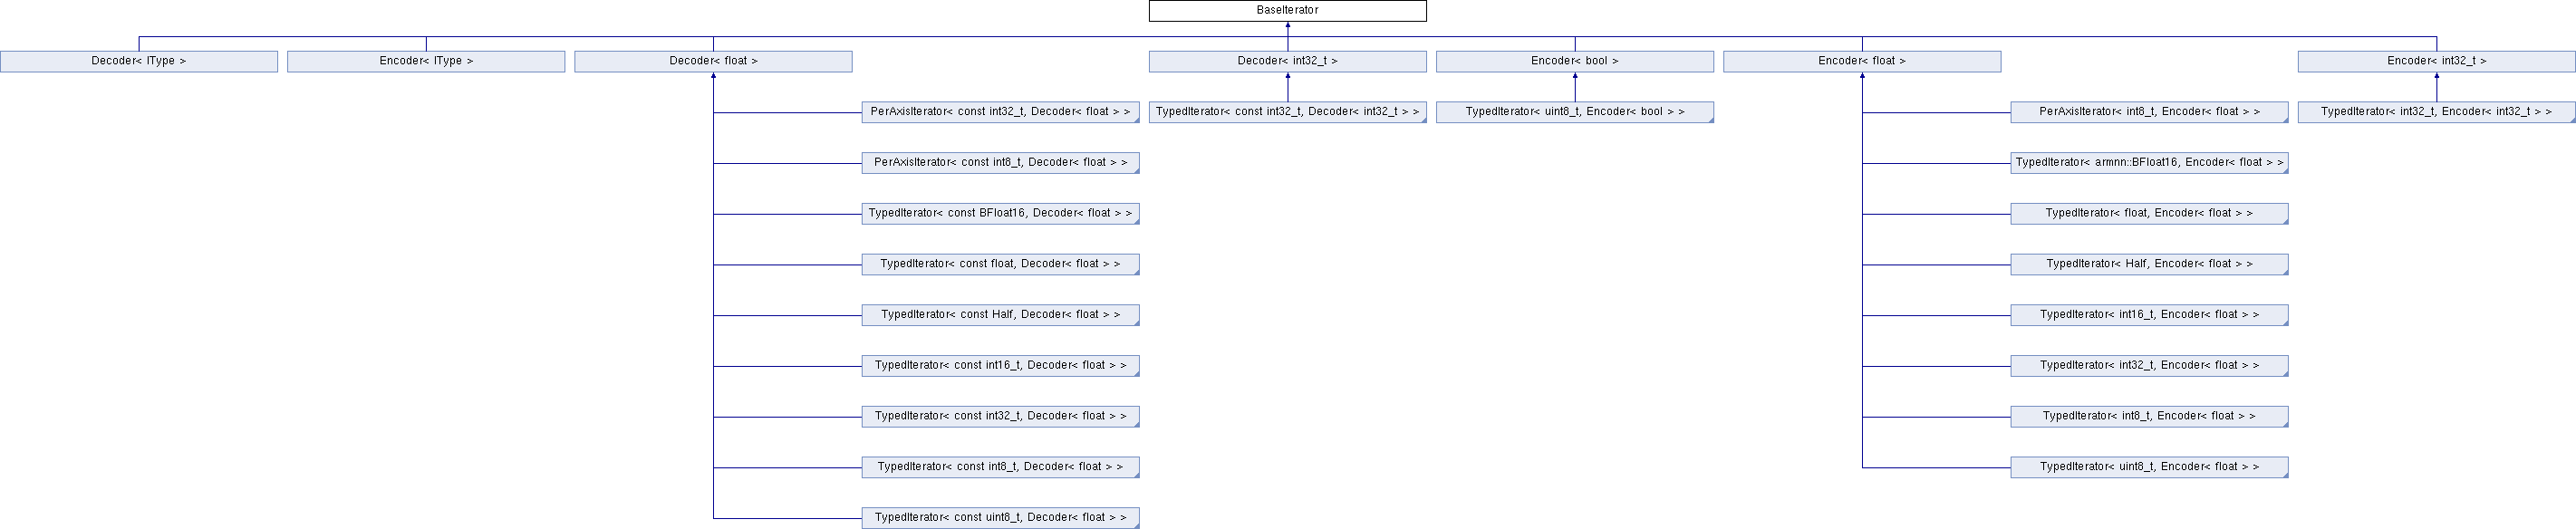 BaseIterator
Decoder< IType >
Encoder< IType >
Decoder< float >
Decoder< int32_t >
Encoder< bool >
Encoder< float >
Encoder< int32_t >
PerAxisIterator< const int32_t, Decoder< float > >
TypedIterator< const int32_t, Decoder< int32_t > >
TypedIterator< uint8_t, Encoder< bool > >
PerAxisIterator< int8_t, Encoder< float > >
TypedIterator< int32_t, Encoder< int32_t > >
PerAxisIterator< const int8_t, Decoder< float > >
TypedIterator< armnn::BFloat16, Encoder< float > >
TypedIterator< const BFloat16, Decoder< float > >
TypedIterator< float, Encoder< float > >
TypedIterator< const float, Decoder< float > >
TypedIterator< Half, Encoder< float > >
TypedIterator< const Half, Decoder< float > >
TypedIterator< int16_t, Encoder< float > >
TypedIterator< const int16_t, Decoder< float > >
TypedIterator< int32_t, Encoder< float > >
TypedIterator< const int32_t, Decoder< float > >
TypedIterator< int8_t, Encoder< float > >
TypedIterator< const int8_t, Decoder< float > >
TypedIterator< uint8_t, Encoder< float > >
TypedIterator< const uint8_t, Decoder< float > >